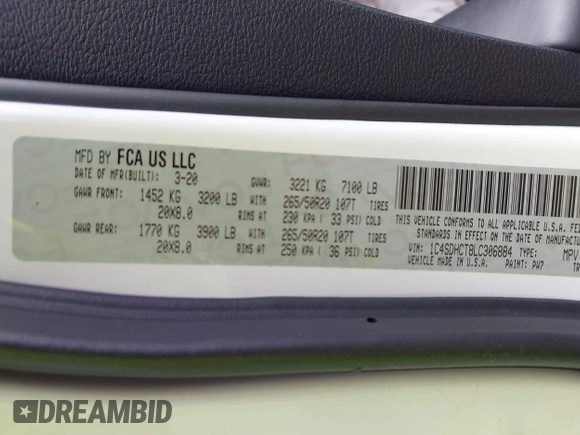 MFD BY FCA US LLC
DATE OF MFR(BUILT): 3-20 GVWR: 3221 KG 7100 LB
GAWR FRONT: 1452 KG 3200 LB 265/50R20 107T TIRES
20X8.0 RIMS AT 230 KPA ( 33 PSI) COLD
GAWR REAR: 1770 KG 3900 LB 265/50R20 107T TIRES
20X8.0 RIMS AT 250 KPA ( 36 PSI) COLD
THIS VEHICLE CONFORMS TO ALL APPLICABLE U.S.A. FE
STANDARDS IN EFFECT ON THE DATE OF MANUFACTUR
VIN: 1C4SDHCT8LC306884 TYPE: MPV
VEHICLE MADE IN U.S.A. PAINT: PW7 TR
DREAMBID